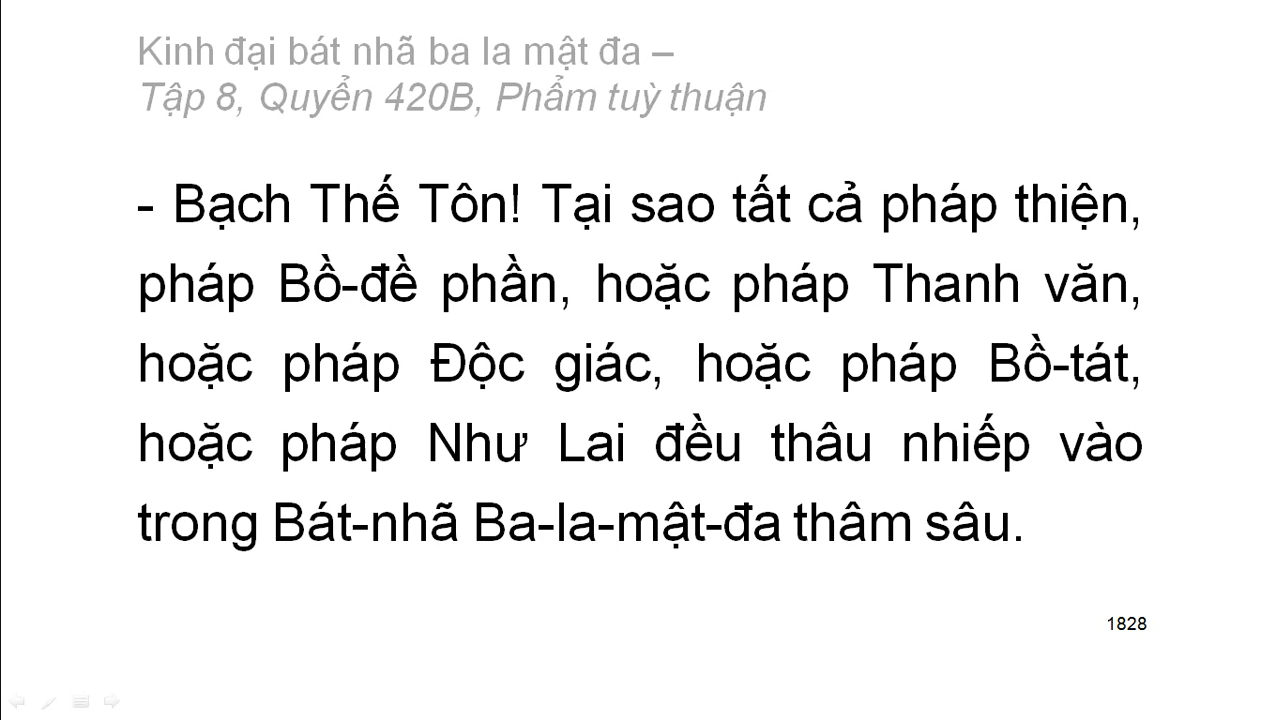 Kinh đại bát nhã ba la mật đa –
Tập 8, Quyển 420B, Phẩm tuỳ thuận
- Bạch Thế Tôn! Tại sao tất cả pháp thiện,
pháp Bồ-đề phần, hoặc pháp Thanh văn,
hoặc pháp Độc giác, hoặc pháp Bồ-tát,
hoặc pháp Như Lai đều thâu nhiếp vào
trong Bát-nhã Ba-la-mật-đa thâm sâu.
1828